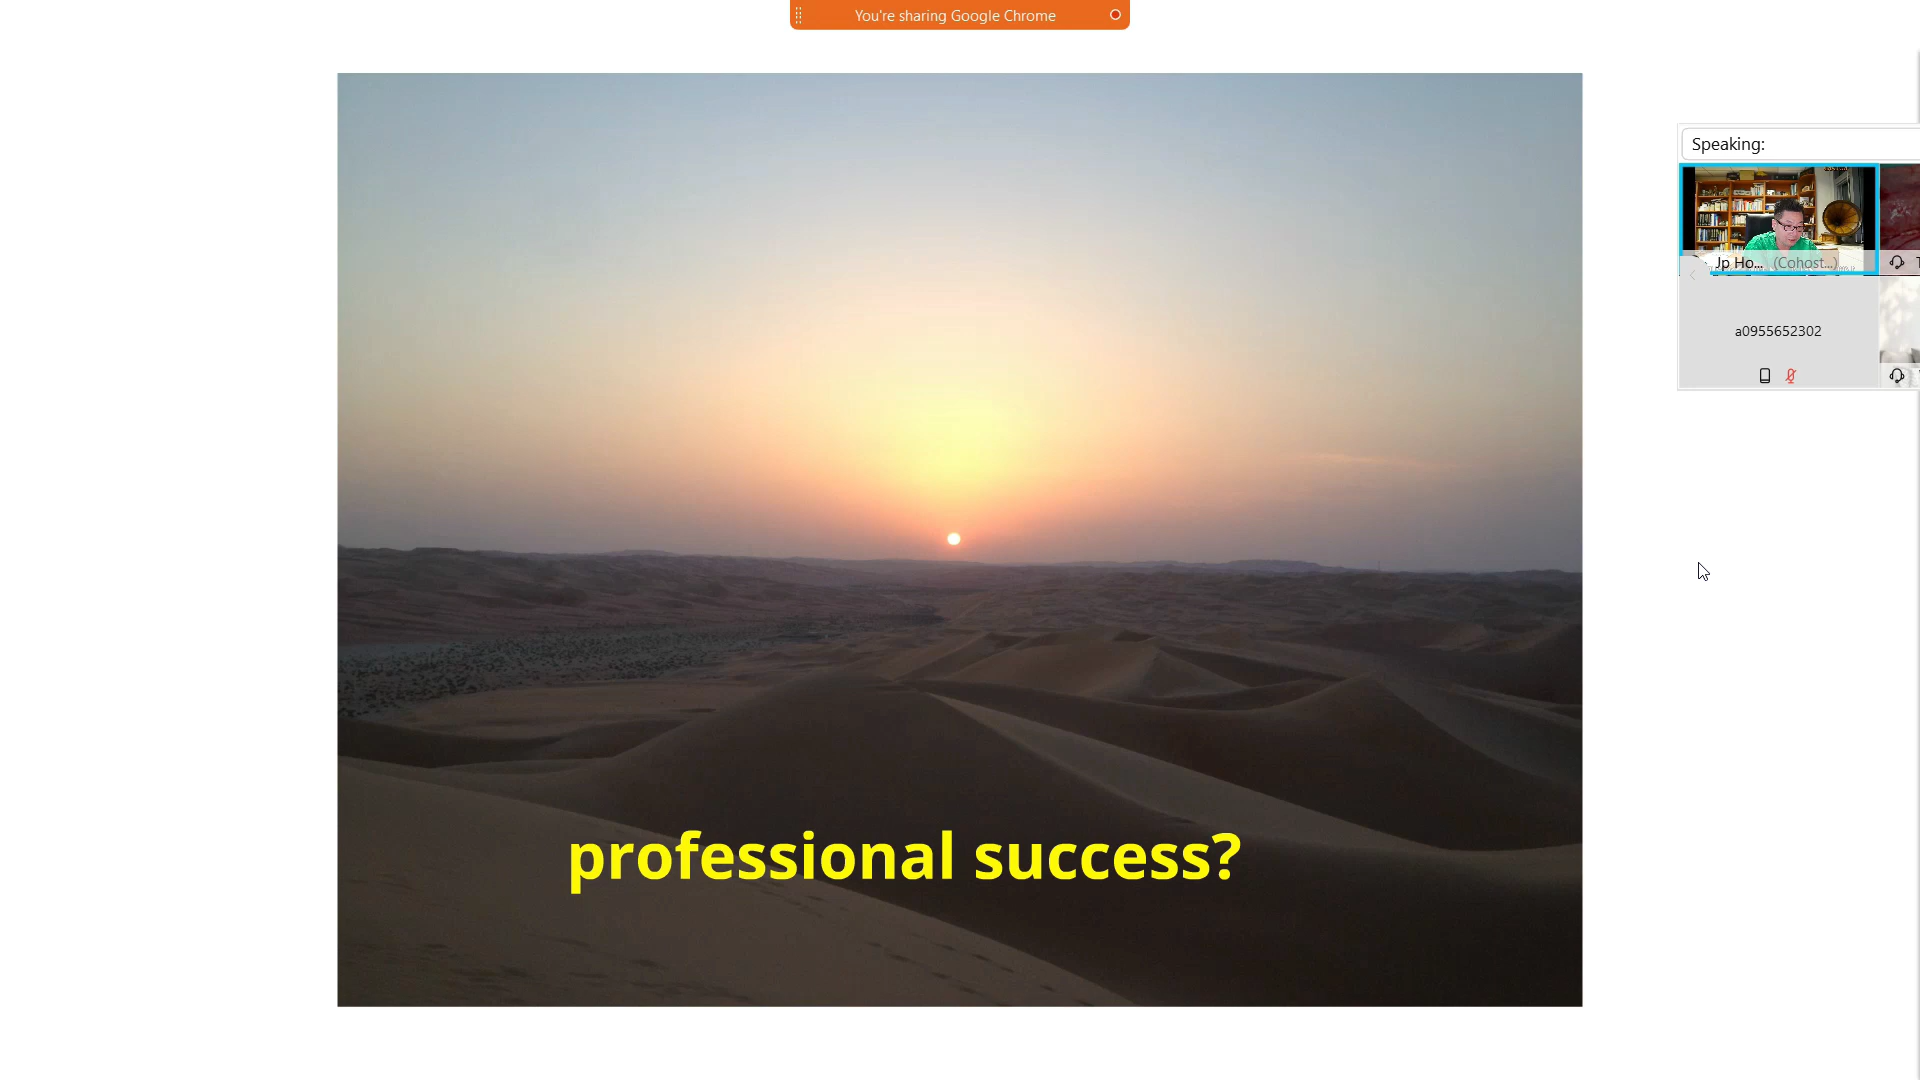 You're sharing Google Chrome
Speaking:
Jp Ho... (Cohost...)
a0955652302
professional success?